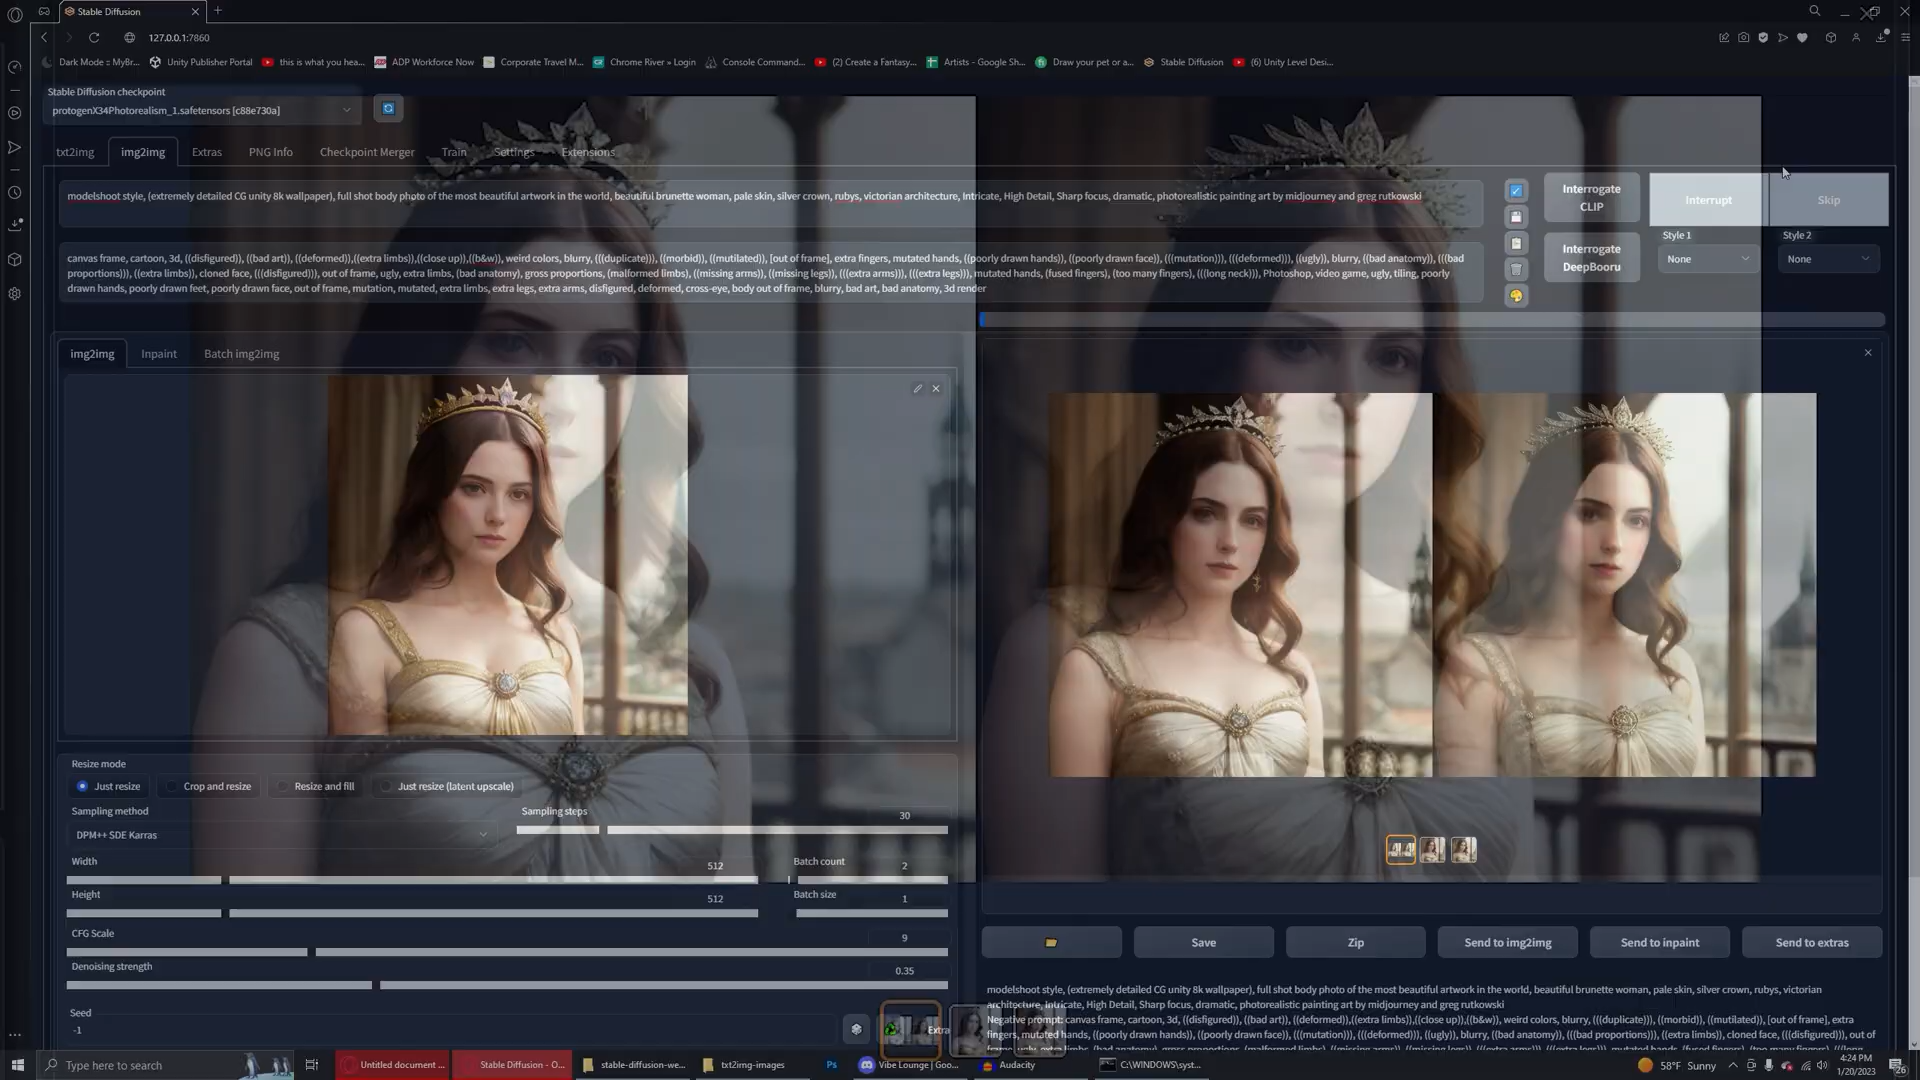 Stable Diffusion
127.0.0.1:7860
Dark Mode :: MyBr...
Unity Publisher Portal
this is what you hea...
ADP Workforce Now
Corporate Travel M...
Chrome River » Login
Console Command...
(2) Create a Fantasy...
Artists - Google Sh...
Draw your pet or a...
Stable Diffusion
(6) Unity Level Desi...
Stable Diffusion checkpoint
protogenX34Photorealism_1.safetensors [c88e730a]
txt2img
img2img
Extras
PNG Info
Checkpoint Merger
Train
Settings
Extensions
modelshoot style, (extremely detailed CG unity 8k wallpaper), full shot body photo of the most beautiful artwork in the world, beautiful brunette woman, pale skin, silver crown, rubys, victorian architecture, Intricate, High Detail, Sharp focus, dramatic, photorealistic painting art by midjourney and greg rutkowski
Interrogate
CLIP
Interrupt
Skip
canvas frame, cartoon, 3d, ((disfigured)), ((bad art)), ((deformed)),((extra limbs)),((close up)),((b&w)), weird colors, blurry, (((duplicate))), ((morbid)), ((mutilated)), [out of frame], extra fingers, mutated hands, ((poorly drawn hands)), ((poorly drawn face)), (((mutation))), (((deformed))), ((ugly)), blurry, ((bad anatomy)), (((bad
proportions))), ((extra limbs)), cloned face, (((disfigured))), out of frame, ugly, extra limbs, (bad anatomy), gross proportions, (malformed limbs), ((missing arms)), ((missing legs)), (((extra arms))), (((extra legs))), mutated hands, (fused fingers), (too many fingers), (((long neck))), Photoshop, video game, ugly, tiling, poorly
drawn hands, poorly drawn feet, poorly drawn face, out of frame, mutation, mutated, extra limbs, extra legs, extra arms, disfigured, deformed, cross-eye, body out of frame, blurry, bad art, bad anatomy, 3d render
Interrogate
DeepBooru
Style 1
None
Style 2
None
img2img
Inpaint
Batch img2img
Resize mode
Just resize
Crop and resize
Resize and fill
Just resize (latent upscale)
Sampling method
DPM++ SDE Karras
Sampling steps
30
Width
512
Batch count
2
Height
512
Batch size
1
CFG Scale
9
Denoising strength
0.35
Seed
-1
Extra
Save
Zip
Send to img2img
Send to inpaint
Send to extras
modelshoot style, (extremely detailed CG unity 8k wallpaper), full shot body photo of the most beautiful artwork in the world, beautiful brunette woman, pale skin, silver crown, rubys, victorian
architecture, Intricate, High Detail, Sharp focus, dramatic, photorealistic painting art by midjourney and greg rutkowski
Negative prompt: canvas frame, cartoon, 3d, ((disfigured)), ((bad art)), ((deformed)),((extra limbs)),((close up)),((b&w)), weird colors, blurry, (((duplicate))), ((morbid)), ((mutilated)), [out of frame], extra
fingers, mutated hands, ((poorly drawn hands)), ((poorly drawn face)), (((mutation))), (((deformed))), ((ugly)), blurry, ((bad anatomy)), (((bad proportions))), ((extra limbs)), cloned face, (((disfigured))), out of
Type here to search
Untitled document ...
Stable Diffusion - O...
stable-diffusion-we...
txt2img-images
Ps
Vibe Lounge | Goo...
Audacity
C:\WINDOWS\syst...
58°F Sunny
4:24 PM
1/20/2023
26